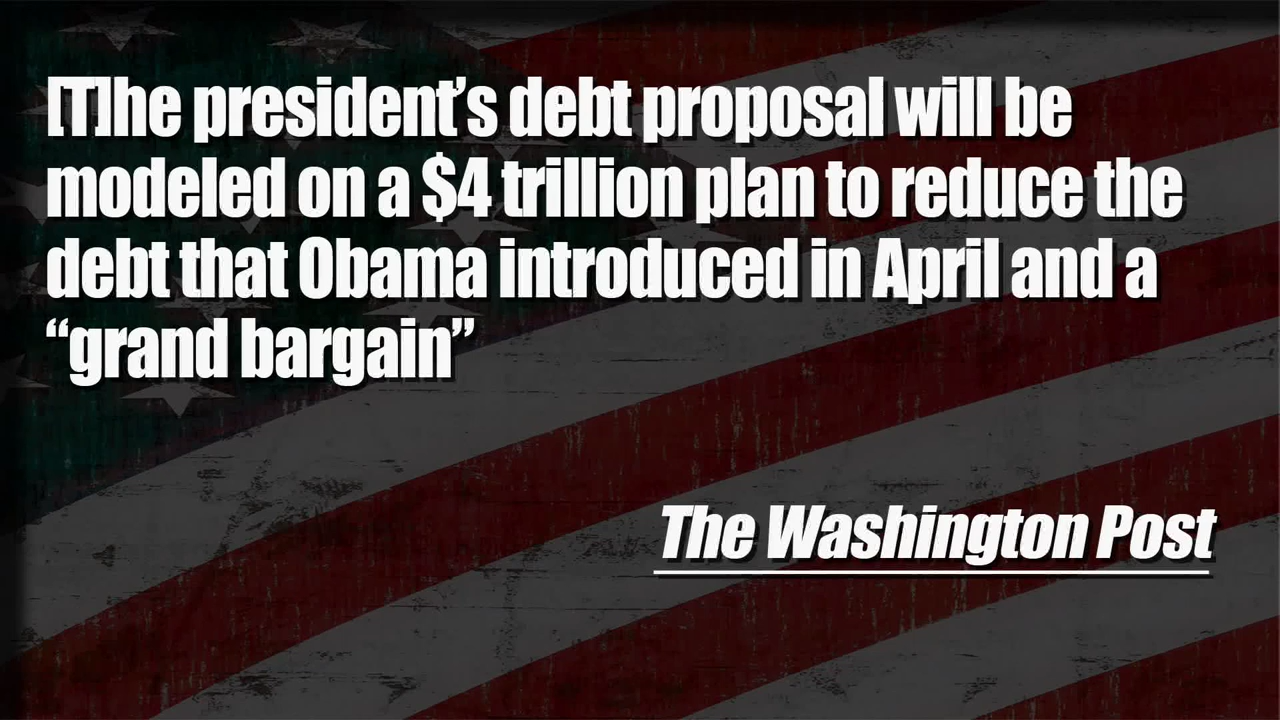 [T]he president’s debt proposal will be
modeled on a $4 trillion plan to reduce the
debt that Obama introduced in April and a
“grand bargain”
The Washington Post